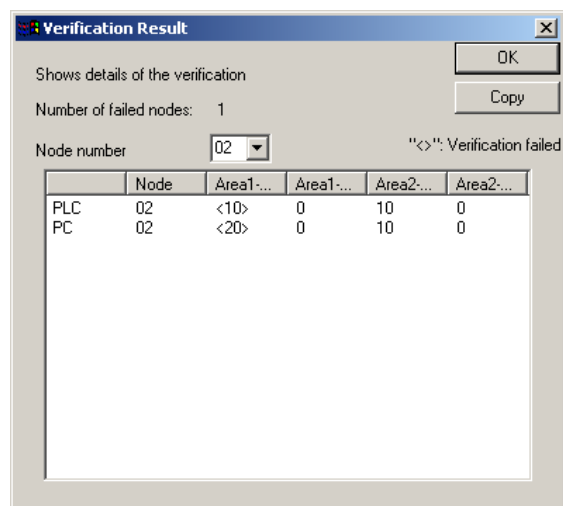 Verification Result
OK
Shows details of the verification
Copy
Number of failed nodes: 1
Node number 02 "<>": Verification failed
Node Area1-... Area1-... Area2-... Area2-...
PLC 02 <10> 0 10 0
PC 02 <20> 0 10 0